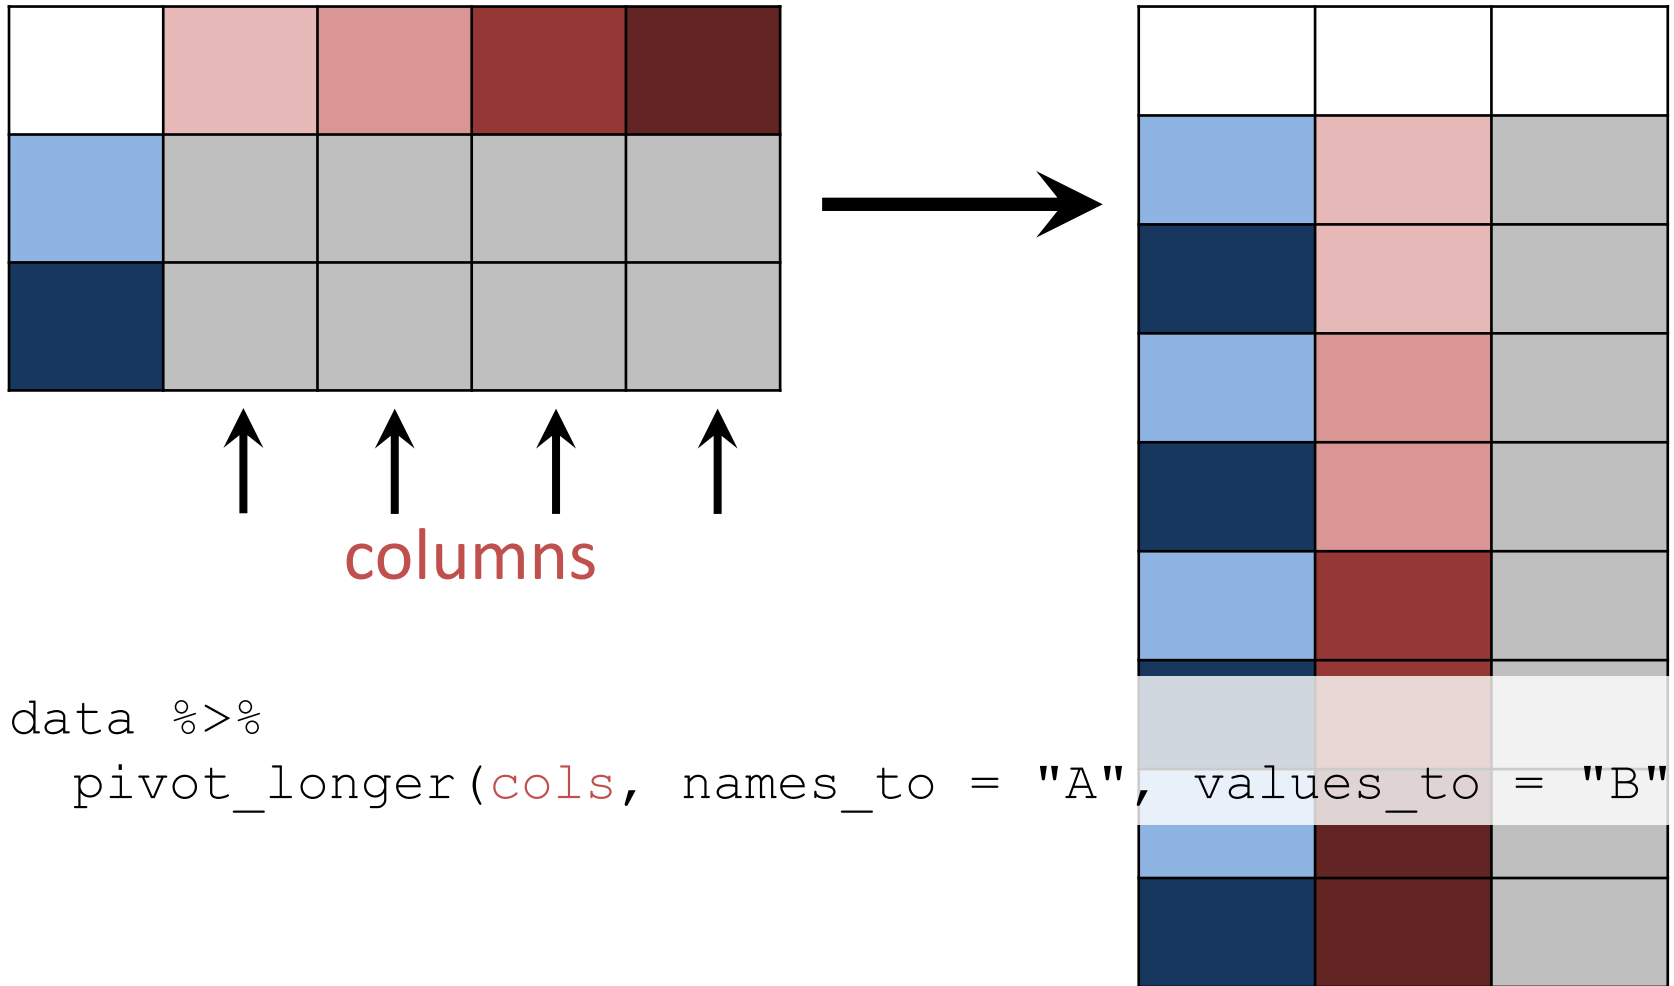 columns
data %>%
pivot_longer(cols, names_to = "A", values_to = "B"